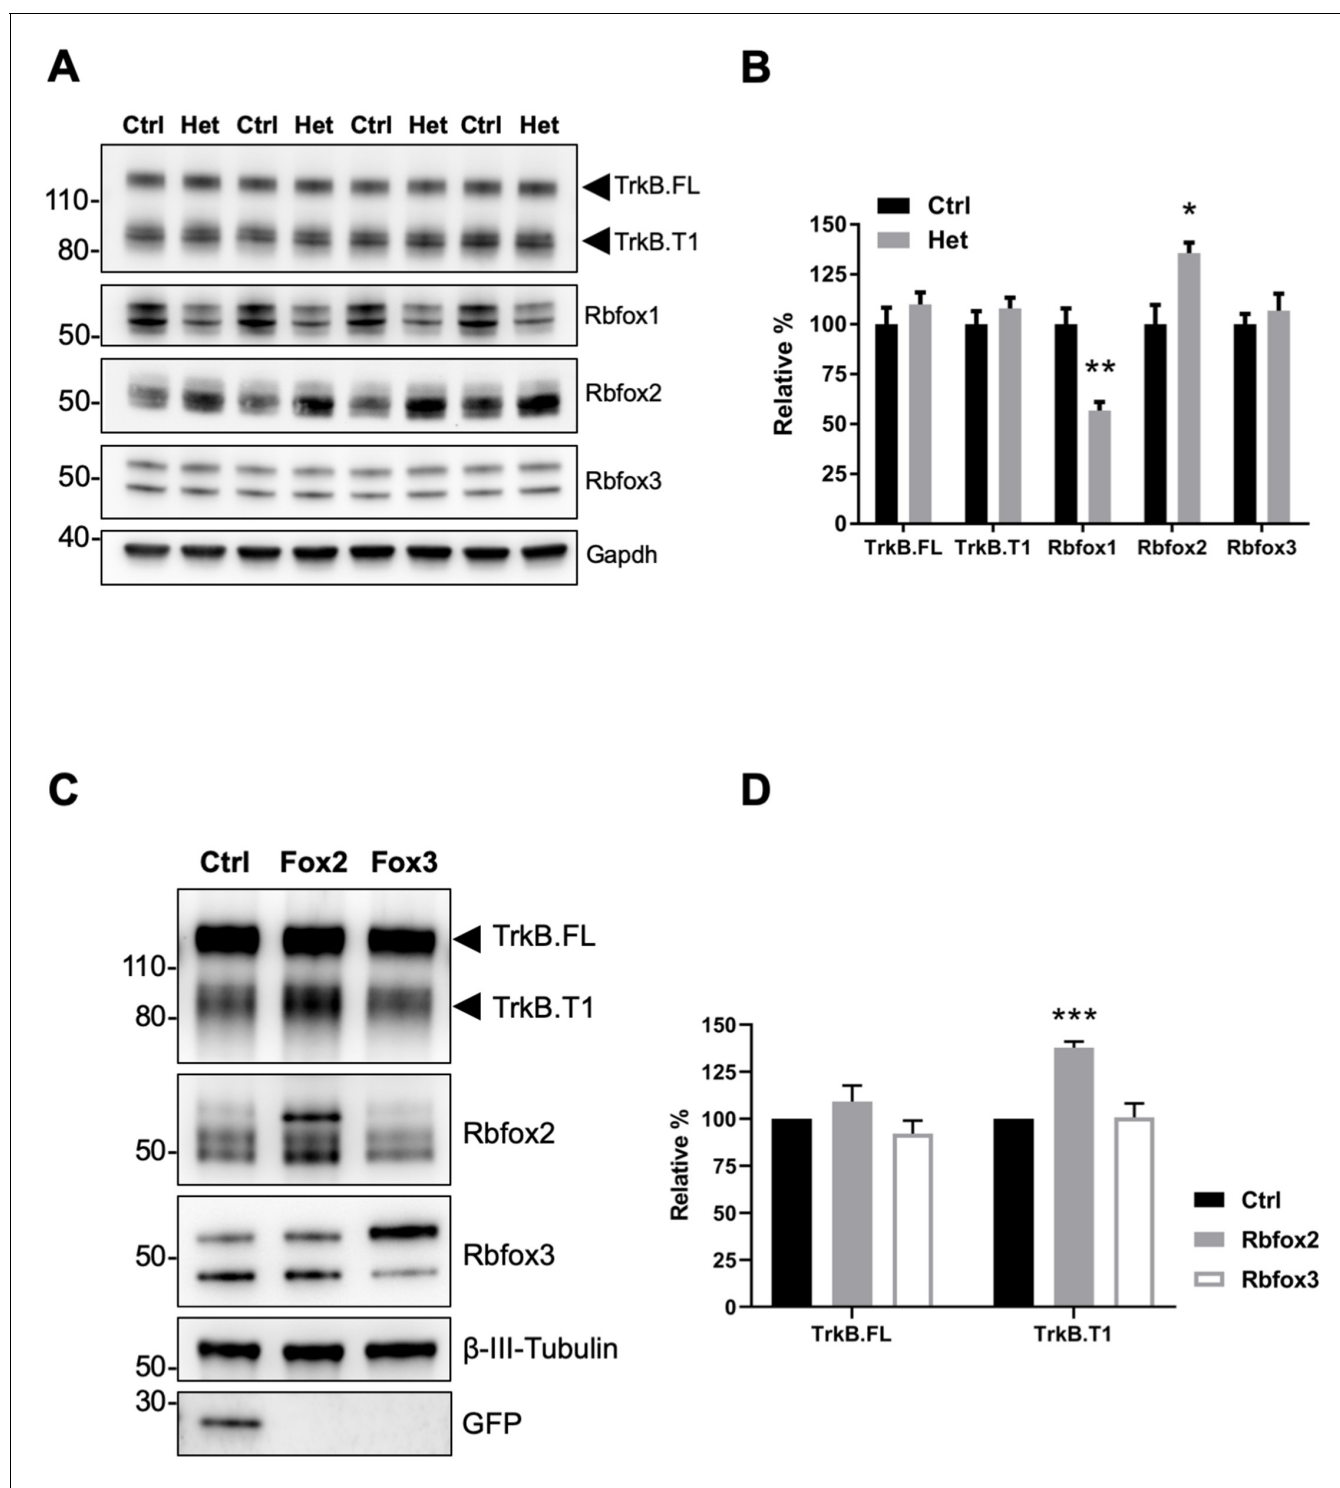 A
Ctrl Het Ctrl Het Ctrl Het Ctrl Het
110-
80-
TrkB.FL
TrkB.T1
50-
Rbfox1
50-
Rbfox2
50-
Rbfox3
40-
Gapdh
B
Ctrl
Het
Relative %
150
125
100
75
50
25
0
*
**
TrkB.FL TrkB.T1 Rbfox1 Rbfox2 Rbfox3
C
Ctrl Fox2 Fox3
110-
80-
TrkB.FL
TrkB.T1
50-
Rbfox2
50-
Rbfox3
50-
β-III-Tubulin
30-
GFP
D
Relative %
150
125
100
75
50
25
0
***
TrkB.FL TrkB.T1
Ctrl
Rbfox2
Rbfox3